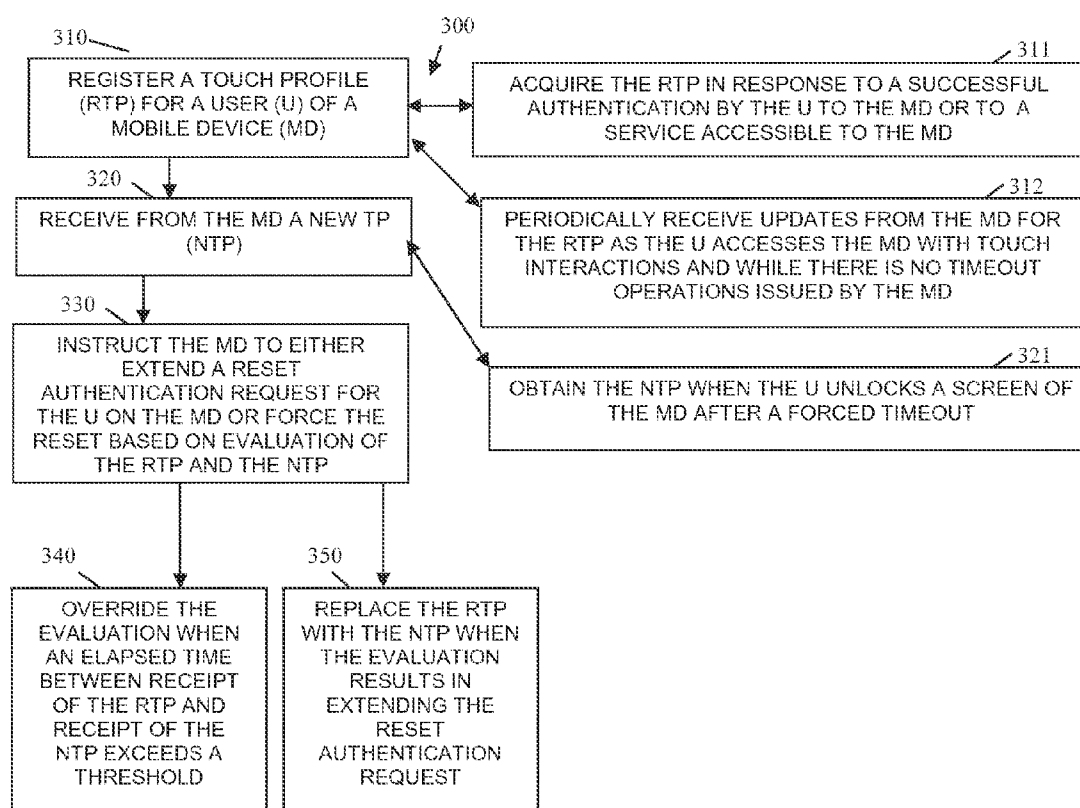 310
300
REGISTER A TOUCH PROFILE
(RTP) FOR A USER (U) OF A
MOBILE DEVICE (MD)
311
ACQUIRE THE RTP IN RESPONSE TO A SUCCESSFUL
AUTHENTICATION BY THE U TO THE MD OR TO A
SERVICE ACCESSIBLE TO THE MD
320
RECEIVE FROM THE MD A NEW TP
(NTP)
312
PERIODICALLY RECEIVE UPDATES FROM THE MD FOR
THE RTP AS THE U ACCESSES THE MD WITH TOUCH
INTERACTIONS AND WHILE THERE IS NO TIMEOUT
OPERATIONS ISSUED BY THE MD
330
INSTRUCT THE MD TO EITHER
EXTEND A RESET
AUTHENTICATION REQUEST FOR
THE U ON THE MD OR FORCE THE
RESET BASED ON EVALUATION OF
THE RTP AND THE NTP
321
OBTAIN THE NTP WHEN THE U UNLOCKS A SCREEN OF
THE MD AFTER A FORCED TIMEOUT
340
OVERRIDE THE
EVALUATION WHEN
AN ELAPSED TIME
BETWEEN RECEIPT
OF THE RTP AND
RECEIPT OF THE
NTP EXCEEDS A
THRESHOLD
350
REPLACE THE RTP
WITH THE NTP WHEN
THE EVALUATION
RESULTS IN
EXTENDING THE
RESET
AUTHENTICATION
REQUEST